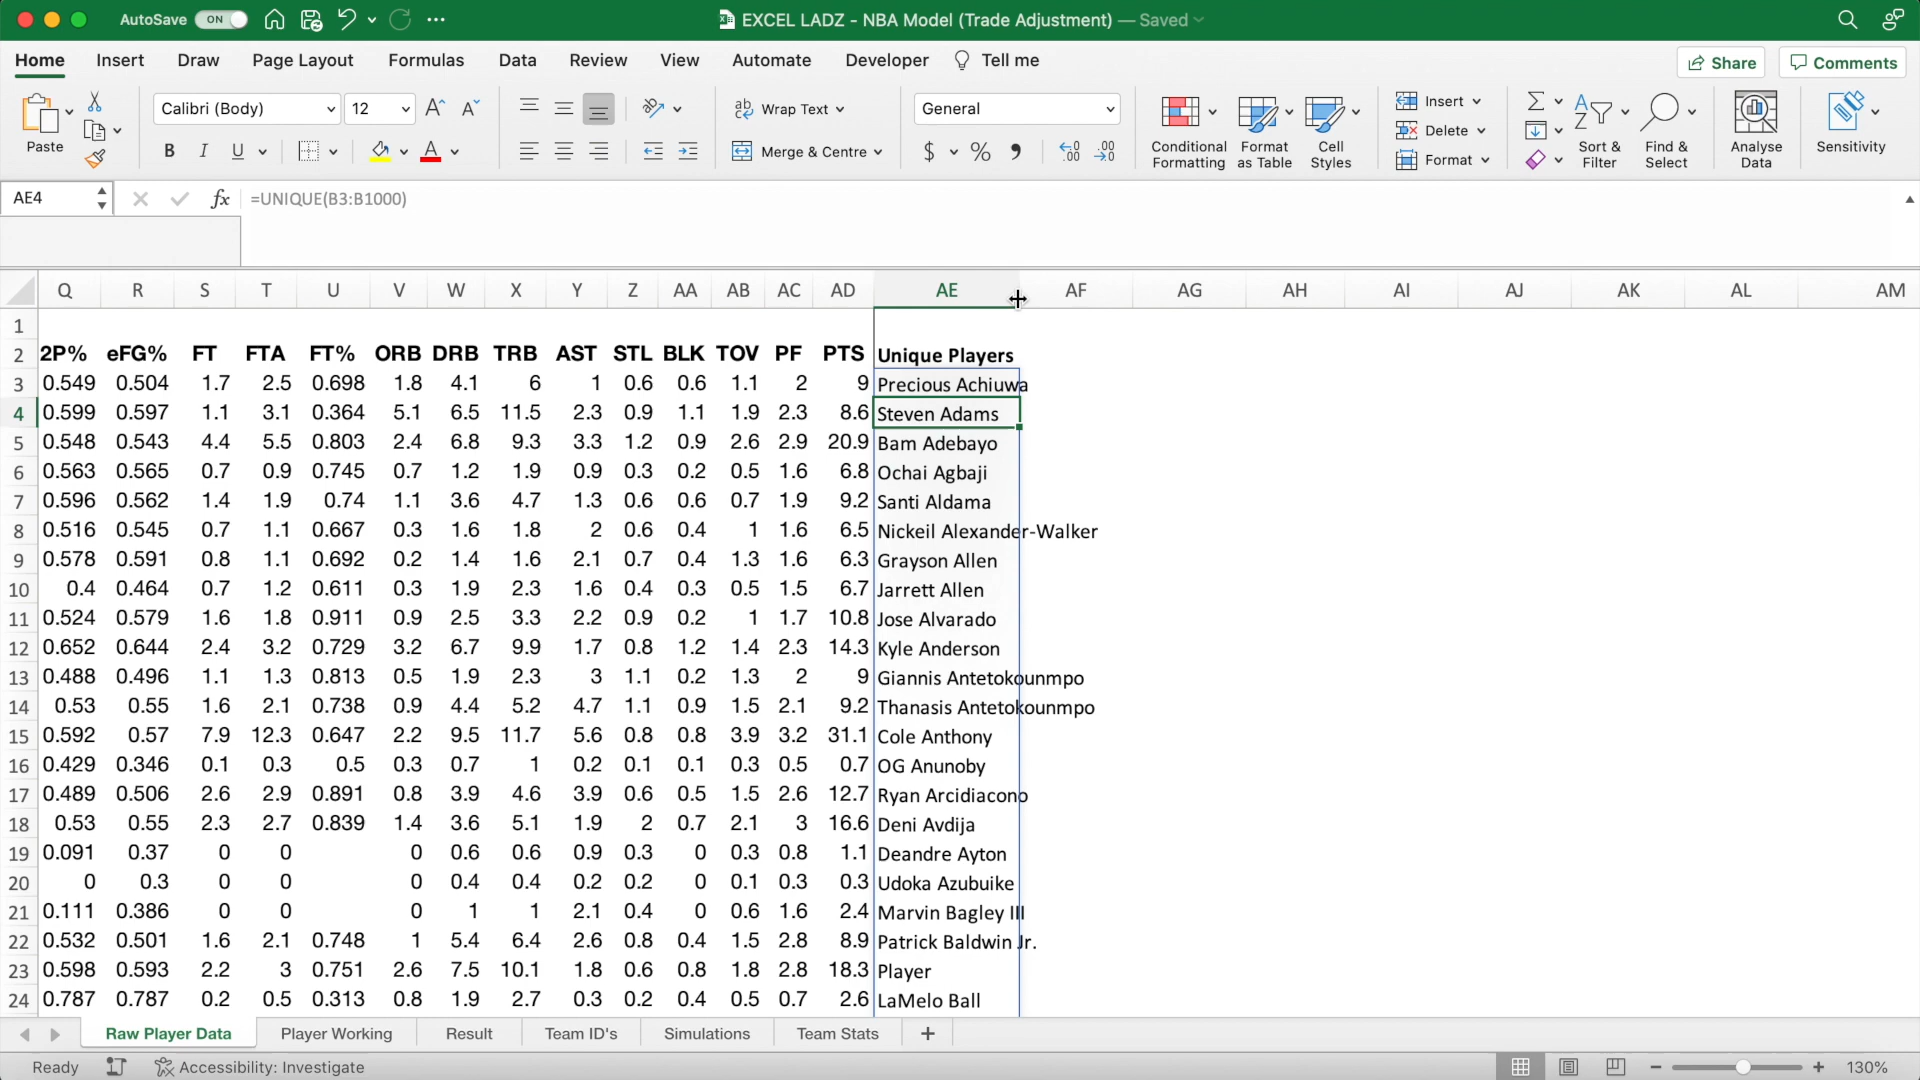 AutoSave ON EXCEL LADZ - NBA Model (Trade Adjustment) — Saved
Home Insert Draw Page Layout Formulas Data Review View Automate Developer Tell me Share Comments
Paste Calibri (Body) 12 A A ab Wrap Text General Conditional Formatting Format as Table Cell Styles Insert Sort & Filter Find & Select Analyse Data Sensitivity
Delete
B I U A Merge & Centre $ % Format
AE4 fx =UNIQUE(B3:B1000)
Q R S T U V W X Y Z AA AB AC AD AE AF AG AH AI AJ AK AL AM
1
2 2P% eFG% FT FTA FT% ORB DRB TRB AST STL BLK TOV PF PTS Unique Players
3 0.549 0.504 1.7 2.5 0.698 1.8 4.1 6 1 0.6 0.6 1.1 2 9 Precious Achiuwa
4 0.599 0.597 1.1 3.1 0.364 5.1 6.5 11.5 2.3 0.9 1.1 1.9 2.3 8.6 Steven Adams
5 0.548 0.543 4.4 5.5 0.803 2.4 6.8 9.3 3.3 1.2 0.9 2.6 2.9 20.9 Bam Adebayo
6 0.563 0.565 0.7 0.9 0.745 0.7 1.2 1.9 0.9 0.3 0.2 0.5 1.6 6.8 Ochai Agbaji
7 0.596 0.562 1.4 1.9 0.74 1.1 3.6 4.7 1.3 0.6 0.6 0.7 1.9 9.2 Santi Aldama
8 0.516 0.545 0.7 1.1 0.667 0.3 1.6 1.8 2 0.6 0.4 1 1.6 6.5 Nickeil Alexander-Walker
9 0.578 0.591 0.8 1.1 0.692 0.2 1.4 1.6 2.1 0.7 0.4 1.3 1.6 6.3 Grayson Allen
10 0.4 0.464 0.7 1.2 0.611 0.3 1.9 2.3 1.6 0.4 0.3 0.5 1.5 6.7 Jarrett Allen
11 0.524 0.579 1.6 1.8 0.911 0.9 2.5 3.3 2.2 0.9 0.2 1 1.7 10.8 Jose Alvarado
12 0.652 0.644 2.4 3.2 0.729 3.2 6.7 9.9 1.7 0.8 1.2 1.4 2.3 14.3 Kyle Anderson
13 0.488 0.496 1.1 1.3 0.813 0.5 1.9 2.3 3 1.1 0.2 1.3 2 9 Giannis Antetokounmpo
14 0.53 0.55 1.6 2.1 0.738 0.9 4.4 5.2 4.7 1.1 0.9 1.5 2.1 9.2 Thanasis Antetokounmpo
15 0.592 0.57 7.9 12.3 0.647 2.2 9.5 11.7 5.6 0.8 0.8 3.9 3.2 31.1 Cole Anthony
16 0.429 0.346 0.1 0.3 0.5 0.3 0.7 1 0.2 0.1 0.1 0.3 0.5 0.7 OG Anunoby
17 0.489 0.506 2.6 2.9 0.891 0.8 3.9 4.6 3.9 0.6 0.5 1.5 2.6 12.7 Ryan Arcidiacono
18 0.53 0.55 2.3 2.7 0.839 1.4 3.6 5.1 1.9 2 0.7 2.1 3 16.6 Deni Avdija
19 0.091 0.37 0 0 0 0.6 0.6 0.9 0.3 0 0.3 0.8 1.1 Deandre Ayton
20 0 0.3 0 0 0 0.4 0.4 0.2 0.2 0 0.1 0.3 0.3 Udoka Azubuike
21 0.111 0.386 0 0 0 1 1 2.1 0.4 0 0.6 1.6 2.4 Marvin Bagley III
22 0.532 0.501 1.6 2.1 0.748 1 5.4 6.4 2.6 0.8 0.4 1.5 2.8 8.9 Patrick Baldwin Jr.
23 0.598 0.593 2.2 3 0.751 2.6 7.5 10.1 1.8 0.6 0.8 1.8 2.8 18.3 Player
24 0.787 0.787 0.2 0.5 0.313 0.8 1.9 2.7 0.3 0.2 0.4 0.5 0.7 2.6 LaMelo Ball
Raw Player Data Player Working Result Team ID's Simulations Team Stats +
Ready Accessibility: Investigate 130%